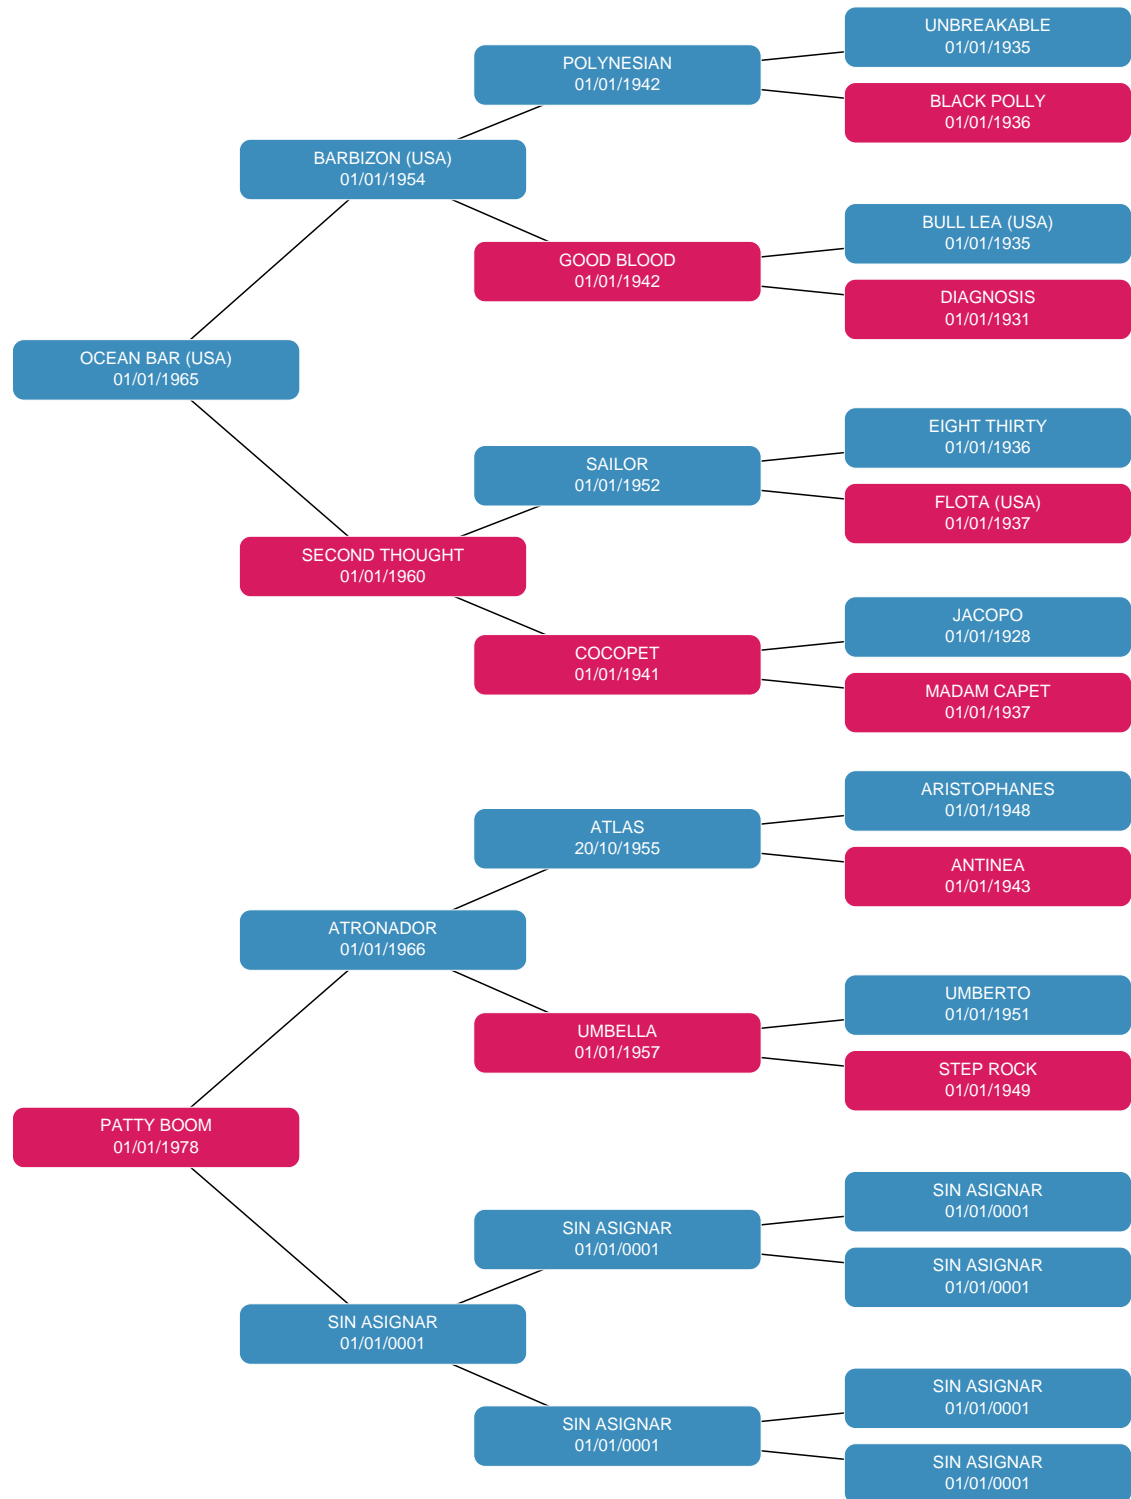 UNBREAKABLE
01/01/1935
POLYNESIAN
01/01/1942
BLACK POLLY
01/01/1936
BARBIZON (USA)
01/01/1954
BULL LEA (USA)
01/01/1935
GOOD BLOOD
01/01/1942
DIAGNOSIS
01/01/1931
OCEAN BAR (USA)
01/01/1965
EIGHT THIRTY
01/01/1936
SAILOR
01/01/1952
FLOTA (USA)
01/01/1937
SECOND THOUGHT
01/01/1960
JACOPO
01/01/1928
COCOPET
01/01/1941
MADAM CAPET
01/01/1937
ARISTOPHANES
01/01/1948
ATLAS
20/10/1955
ANTINEA
01/01/1943
ATRONADOR
01/01/1966
UMBERTO
01/01/1951
UMBELLA
01/01/1957
STEP ROCK
01/01/1949
PATTY BOOM
01/01/1978
SIN ASIGNAR
01/01/0001
SIN ASIGNAR
01/01/0001
SIN ASIGNAR
01/01/0001
SIN ASIGNAR
01/01/0001
SIN ASIGNAR
01/01/0001
SIN ASIGNAR
01/01/0001
SIN ASIGNAR
01/01/0001